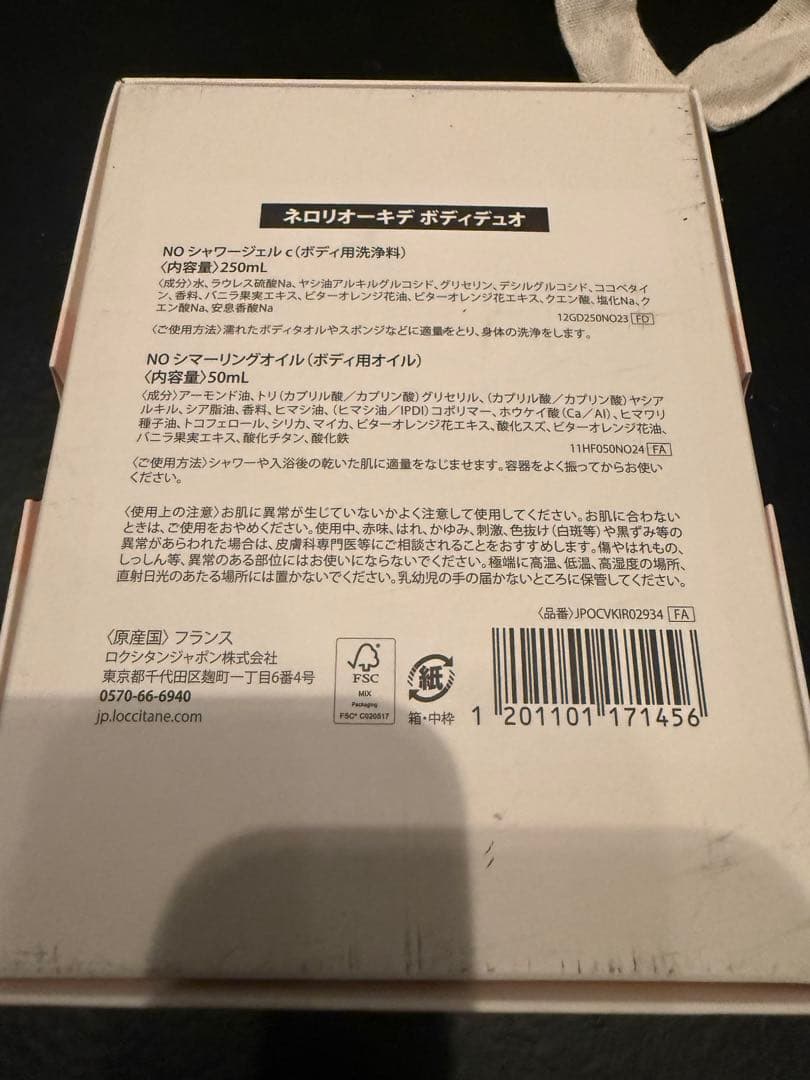 ネロリオーキデ ボディデュオ
NO シャワージェル c（ボディ用洗浄料）
〈内容量〉250mL
〈成分〉水、ラウレス硫酸Na、ヤシ油アルキルグルコシド、グリセリン、デシルグルコシド、ココベタイ
ン、香料、バニラ果実エキス、ビターオレンジ花油、ビターオレンジ花エキス、クエン酸、塩化Na、ク
エン酸Na、安息香酸Na
12GD250NO23 FD
〈ご使用方法〉濡れたボディタオルやスポンジなどに適量をとり、身体の洗浄をします。
NO シマーリングオイル（ボディ用オイル）
〈内容量〉50mL
〈成分〉アーモンド油、トリ（カプリル酸／カプリン酸）グリセリル、（カプリル酸／カプリン酸）ヤシア
ルキル、シア脂油、香料、ヒマシ油、（ヒマシ油／IPDI）コポリマー、ホウケイ酸（Ca／Al）、ヒマワリ
種子油、トコフェロール、シリカ、マイカ、ビターオレンジ花エキス、酸化スズ、ビターオレンジ花油、
バニラ果実エキス、酸化チタン、酸化鉄
11HF050NO24 FA
〈ご使用方法〉シャワーや入浴後の乾いた肌に適量をなじませます。容器をよく振ってからお使い
ください。
〈使用上の注意〉お肌に異常が生じていないかよく注意して使用してください。お肌に合わない
ときは、ご使用をおやめください。使用中、赤味、はれ、かゆみ、刺激、色抜け（白斑等）や黒ずみ等の
異常があらわれた場合は、皮膚科専門医等にご相談されることをおすすめします。傷やはれもの、
しっしん等、異常のある部位にはお使いにならないでください。極端に高温、低温、高湿度の場所、
直射日光のあたる場所には置かないでください。乳幼児の手の届かないところに保管してください。
〈品番〉JPOCVKIR02934 FA
〈原産国〉フランス
ロクシタンジャポン株式会社
東京都千代田区麹町一丁目6番4号
0570-66-6940
jp.loccitane.com
FSC
MIX
Packaging
FSC® C020517
紙
箱・中枠
1 201101 171456